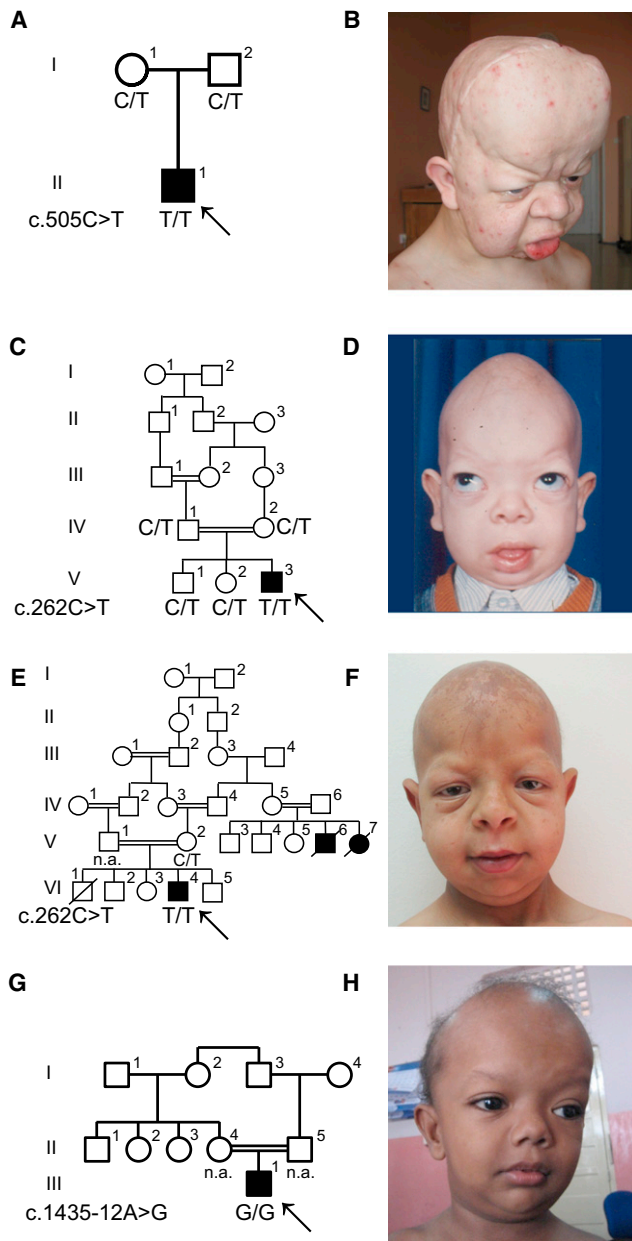 A
B
I
1
2
C/T
C/T
II
1
c.505C>T
T/T
C
D
I
1
2
II
1
2
3
III
1
2
3
IV
C/T
1
2
C/T
V
1
2
3
c.262C>T
C/T
C/T
T/T
E
F
I
1
2
II
1
2
III
1
2
3
4
IV
1
2
3
4
5
6
V
1
2
3
4
5
6
7
n.a.
C/T
VI
1
2
3
4
5
c.262C>T
T/T
G
H
I
1
2
3
4
II
1
2
3
4
5
n.a.
n.a.
III
1
c.1435-12A>G
G/G